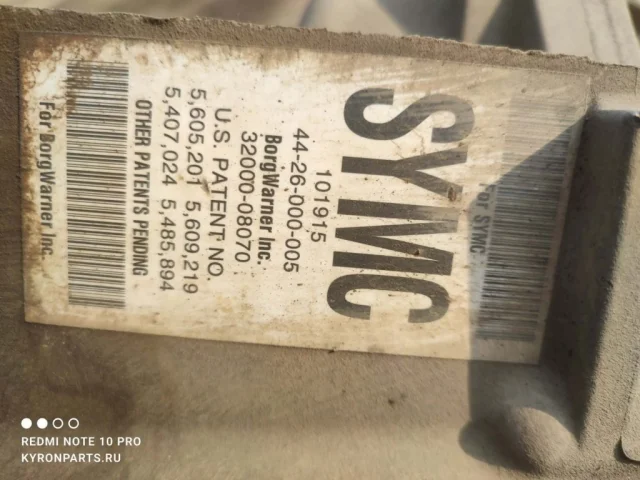 For SYMC
SYMC
101915
44-26-000-005
BorgWarner Inc.
32000-08070
U.S. PATENT NO.
5,605,201 5,609,219
5,407,024 5,485,894
OTHER PATENTS PENDING
For BorgWarner Inc.
REDMI NOTE 10 PRO
KYRONPARTS.RU